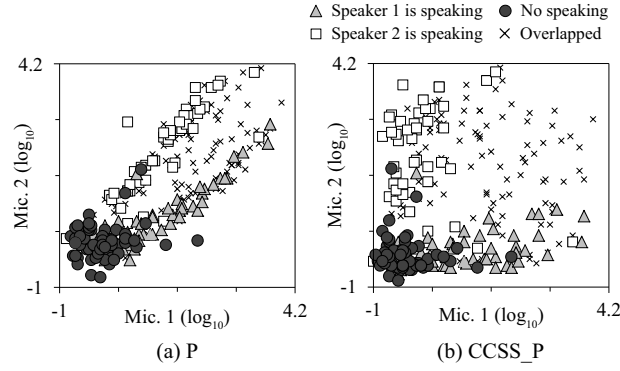 Speaker 1 is speaking No speaking
Speaker 2 is speaking Overlapped
4.2
Mic. 2 (log10)
-1
-1 Mic. 1 (log10) 4.2
(a) P
4.2
Mic. 2 (log10)
-1
-1 Mic. 1 (log10) 4.2
(b) CCSS_P